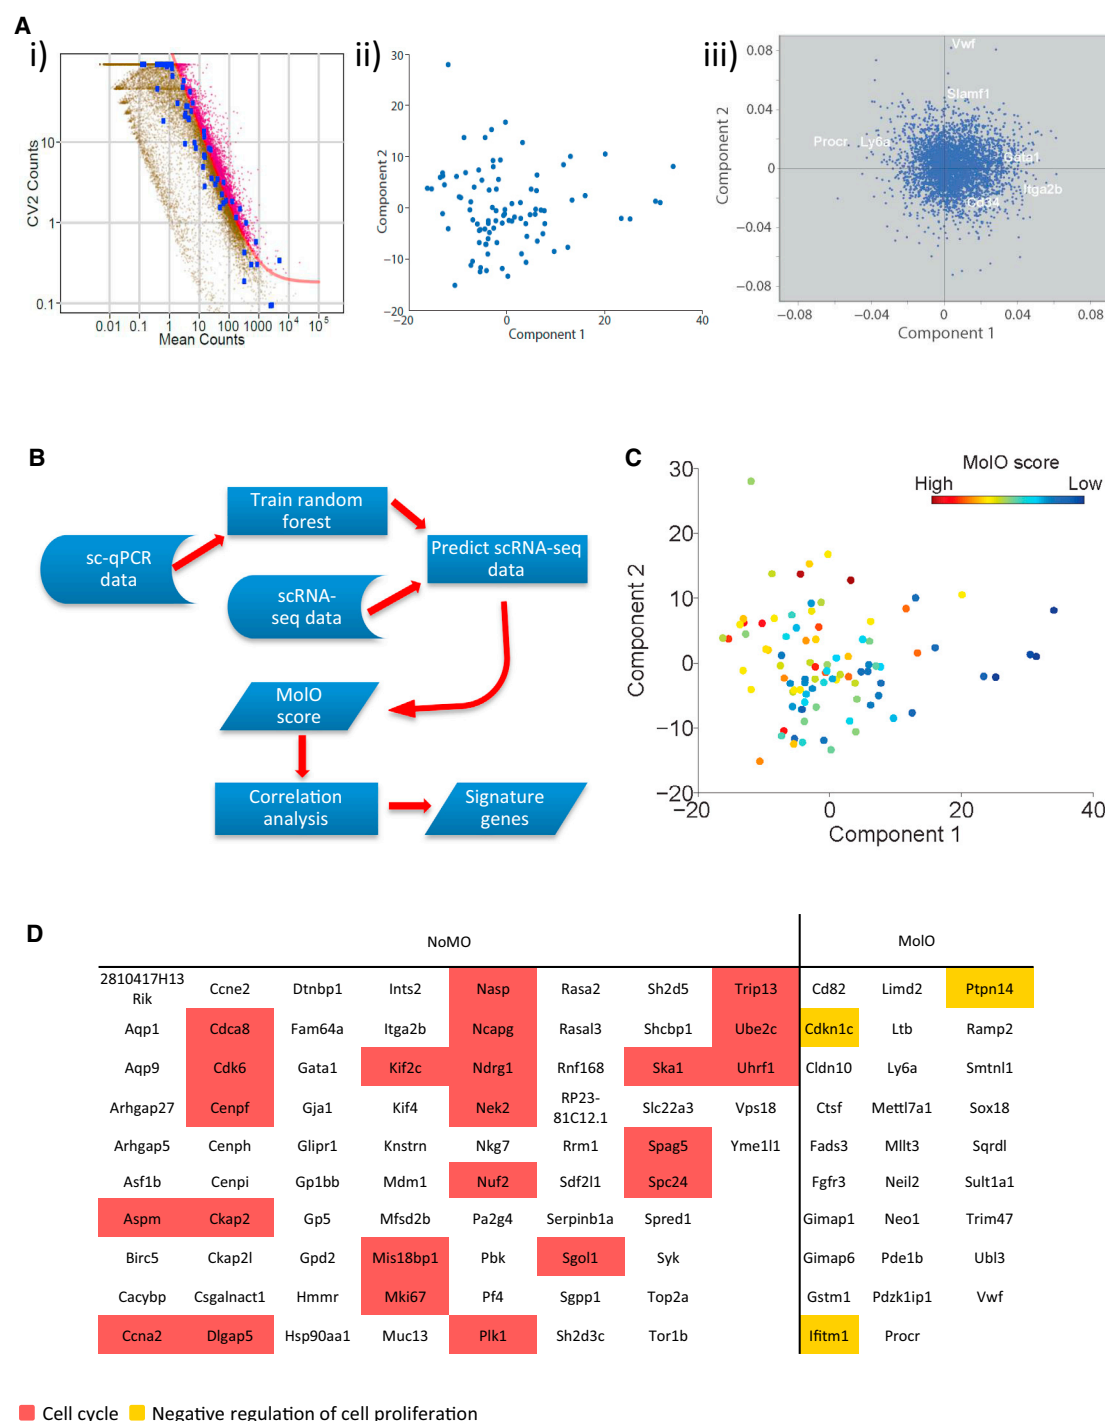 A
i)
CV2 Counts
10
1
0.1
0.01 0.1 1 10 100 1000 10⁴ 10⁵
Mean Counts
ii)
Component 2
30
20
10
0
−10
−20
−20 0 20 40
Component 1
iii)
Component 2
0.08
0.04
0
−0.04
−0.08
Vwf
Slamf1
Procr
Ly6a
Gata1
Itga2b
Cd34
−0.08 −0.04 0 0.04 0.08
Component 1
B
sc-qPCR
data
Train random
forest
scRNA-
seq data
Predict scRNA-seq
data
MolO
score
Correlation
analysis
Signature
genes
C
MolO score
High Low
Component 2
30
20
10
0
−10
−20
−20 0 20 40
Component 1
D
NoMO MolO
2810417H13
Rik Ccne2 Dtnbp1 Ints2 Nasp Rasa2 Sh2d5 Trip13 Cd82 Limd2 Ptpn14
Aqp1 Cdca8 Fam64a Itga2b Ncapg Rasal3 Shcbp1 Ube2c Cdkn1c Ltb Ramp2
Aqp9 Cdk6 Gata1 Kif2c Ndrg1 Rnf168 Ska1 Uhrf1 Cldn10 Ly6a Smtnl1
Arhgap27 Cenpf Gja1 Kif4 Nek2 RP23-
81C12.1 Slc22a3 Vps18 Ctsf Mettl7a1 Sox18
Arhgap5 Cenph Glipr1 Knstrn Nkg7 Rrm1 Spag5 Yme1l1 Fads3 Mllt3 Sqrdl
Asf1b Cenpi Gp1bb Mdm1 Nuf2 Sdf2l1 Spc24 Fgfr3 Neil2 Sult1a1
Aspm Ckap2 Gp5 Mfsd2b Pa2g4 Serpinb1a Spred1 Gimap1 Neo1 Trim47
Birc5 Ckap2l Gpd2 Mis18bp1 Pbk Sgol1 Syk Gimap6 Pde1b Ubl3
Cacybp Csgalnact1 Hmmr Mki67 Pf4 Sgpp1 Top2a Gstm1 Pdzk1ip1 Vwf
Ccna2 Dlgap5 Hsp90aa1 Muc13 Plk1 Sh2d3c Tor1b Ifitm1 Procr
Cell cycle Negative regulation of cell proliferation